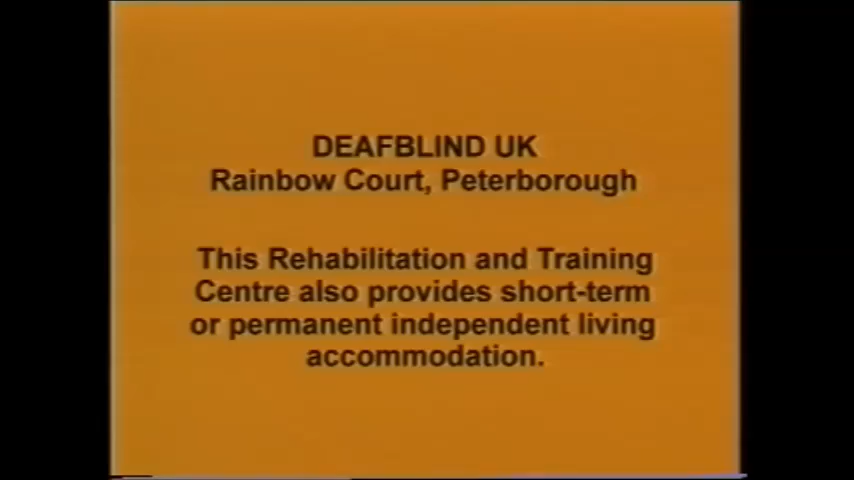 DEAFBLIND UK
Rainbow Court, Peterborough
This Rehabilitation and Training
Centre also provides short-term
or permanent independent living
accommodation.